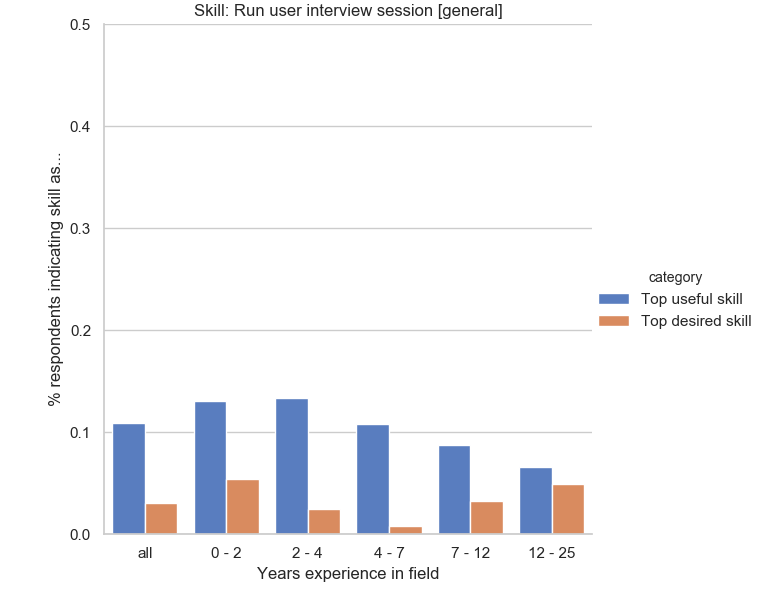 Skill: Run user interview session [general]
% respondents indicating skill as...
0.5
0.4
0.3
0.2
0.1
0.0
all
0 - 2
2 - 4
4 - 7
7 - 12
12 - 25
Years experience in field
category
Top useful skill
Top desired skill